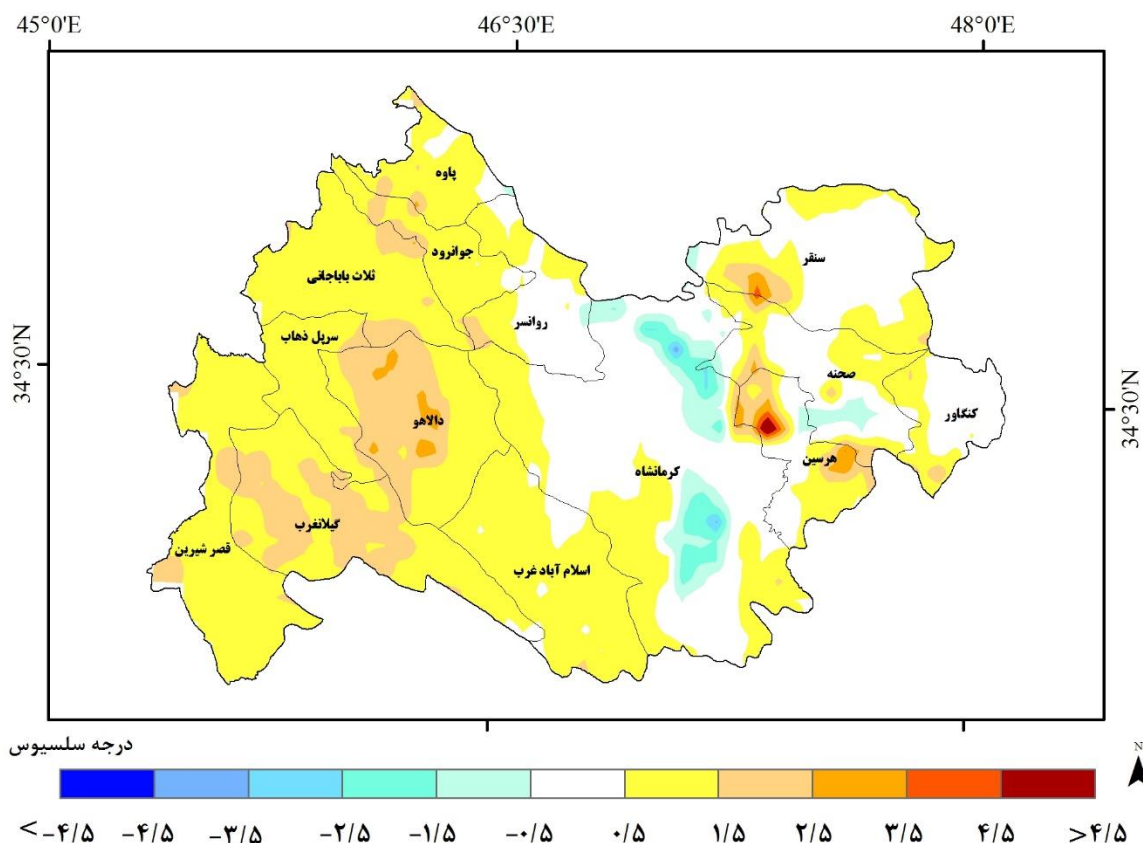 45°0'E 46°30'E 48°0'E
پاوه
سنقر
جوانرود
ثلاث باباجانی
روانسر
34°30'N
سرپل ذهاب
صحنه
34°30'N
کنگاور
دالاهو
هرسین
کرمانشاه
گیلانغرب
قصر شیرین
اسلام آباد غرب
درجه سلسیوس
N
<-۴/۵ -۴/۵ -۳/۵ -۲/۵ -۱/۵ -۰/۵ ۰/۵ ۱/۵ ۲/۵ ۳/۵ ۴/۵ >۴/۵